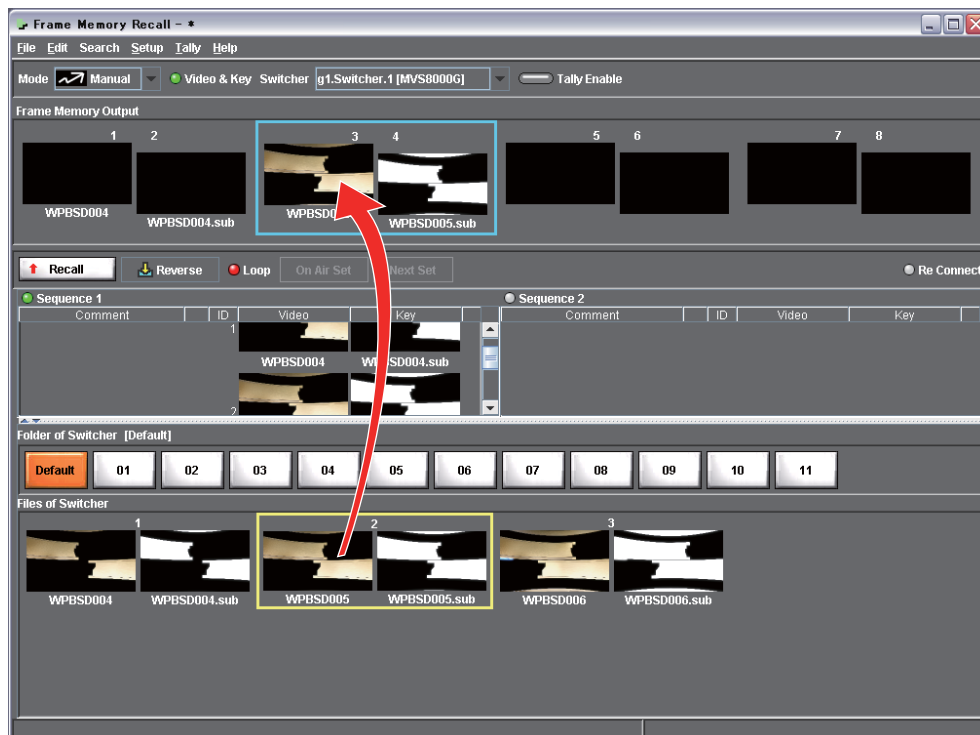 Frame Memory Recall - *
File Edit Search Setup Tally Help
Mode Manual Video & Key Switcher g1.Switcher.1 [MVS8000G] Tally Enable
Frame Memory Output
1 2 3 4 5 6 7 8
WPBSD004 WPBSD004.sub WPBSD0 WPBSD005.sub
Recall Reverse Loop On Air Set Next Set Re Connect
Sequence 1 Sequence 2
Comment ID Video Key Comment ID Video Key
1
WPBSD004 WPBSD004.sub
2
Folder of Switcher [Default]
Default 01 02 03 04 05 06 07 08 09 10 11
Files of Switcher
1 2 3
WPBSD004 WPBSD004.sub WPBSD005 WPBSD005.sub WPBSD006 WPBSD006.sub